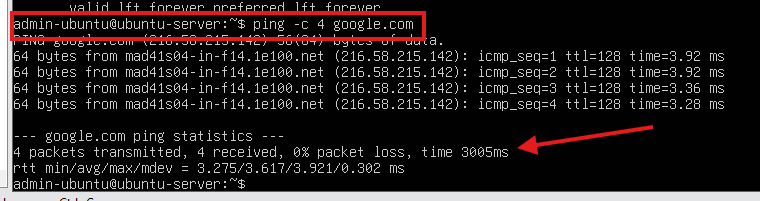 valid_lft forever preferred_lft forever
admin-ubuntu@ubuntu-server:~$ ping -c 4 google.com
PING google.com (216.58.215.142) 56(84) bytes of data.
64 bytes from mad41s04-in-f14.1e100.net (216.58.215.142): icmp_seq=1 ttl=128 time=3.92 ms
64 bytes from mad41s04-in-f14.1e100.net (216.58.215.142): icmp_seq=2 ttl=128 time=3.92 ms
64 bytes from mad41s04-in-f14.1e100.net (216.58.215.142): icmp_seq=3 ttl=128 time=3.36 ms
64 bytes from mad41s04-in-f14.1e100.net (216.58.215.142): icmp_seq=4 ttl=128 time=3.28 ms
--- google.com ping statistics ---
4 packets transmitted, 4 received, 0% packet loss, time 3005ms
rtt min/avg/max/mdev = 3.275/3.617/3.921/0.302 ms
admin-ubuntu@ubuntu-server:~$